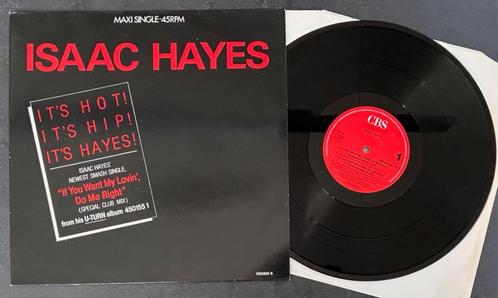 MAXI SINGLE-45RPM
ISAAC HAYES
IT'S HOT!
IT'S HIP!
IT'S HAYES!
ISAAC HAYES'
NEWEST SMASH SINGLE,
"If You Want My Lovin',
Do Me Right"
(SPECIAL CLUB MIX)
from his U-TURN album 450155 1
CBS
1